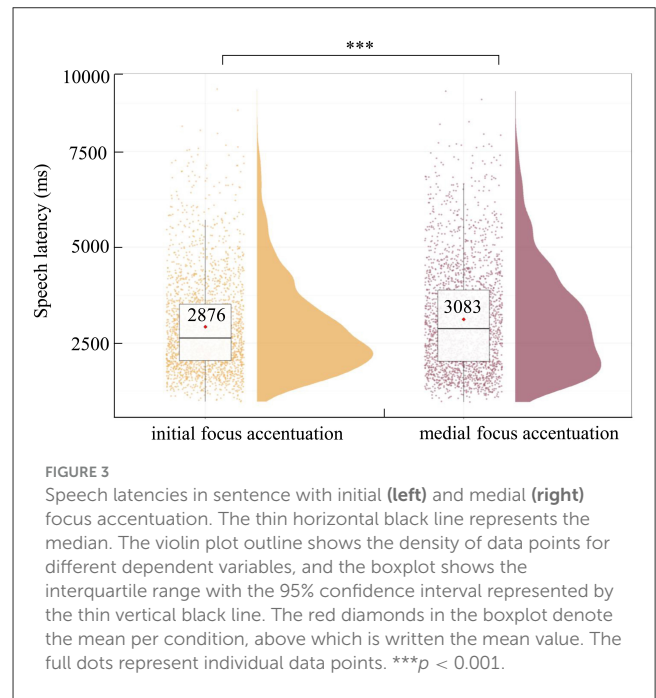 ***
10000
7500
5000
2500
Speech latency (ms)
2876
3083
initial focus accentuation
medial focus accentuation
FIGURE 3
Speech latencies in sentence with initial (left) and medial (right)
focus accentuation. The thin horizontal black line represents the
median. The violin plot outline shows the density of data points for
different dependent variables, and the boxplot shows the
interquartile range with the 95% confidence interval represented by
the thin vertical black line. The red diamonds in the boxplot denote
the mean per condition, above which is written the mean value. The
full dots represent individual data points. ***p < 0.001.